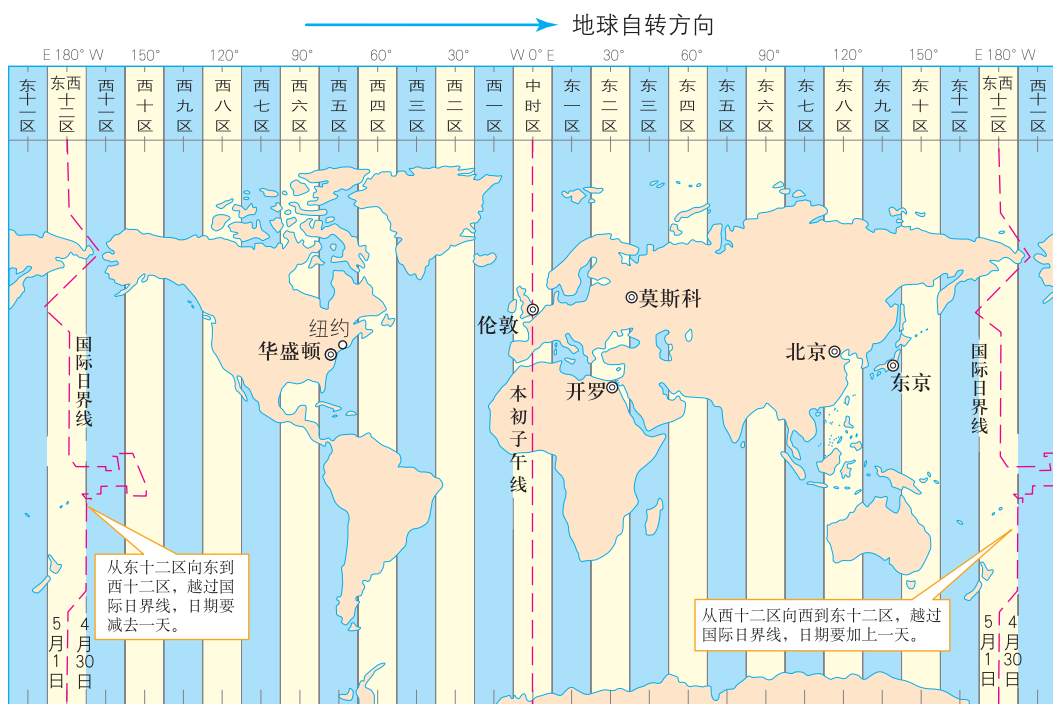 地球自转方向
E 180° W 150° 120° 90° 60° 30° W 0° E 30° 60° 90° 120° 150° E 180° W
东十一区
东西十二区
西十一区
西十区
西九区
西八区
西七区
西六区
西五区
西四区
西三区
西二区
西一区
中时区
东一区
东二区
东三区
东四区
东五区
东六区
东七区
东八区
东九区
东十区
东十一区
东西十二区
西十一区
莫斯科
伦敦
纽约
华盛顿
北京
东京
开罗
国际日界线
本初子午线
国际日界线
从东十二区向东到
西十二区，越过国
际日界线，日期要
减去一天。
从西十二区向西到东十二区，越过
国际日界线，日期要加上一天。
5月1日
4月30日
5月1日
4月30日